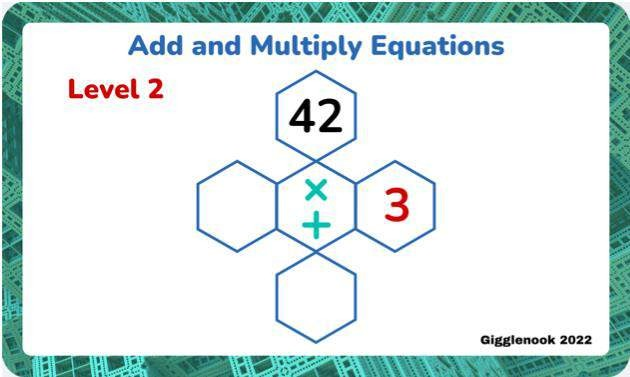 Add and Multiply Equations
Level 2
42
×
3
+
Gigglenook 2022